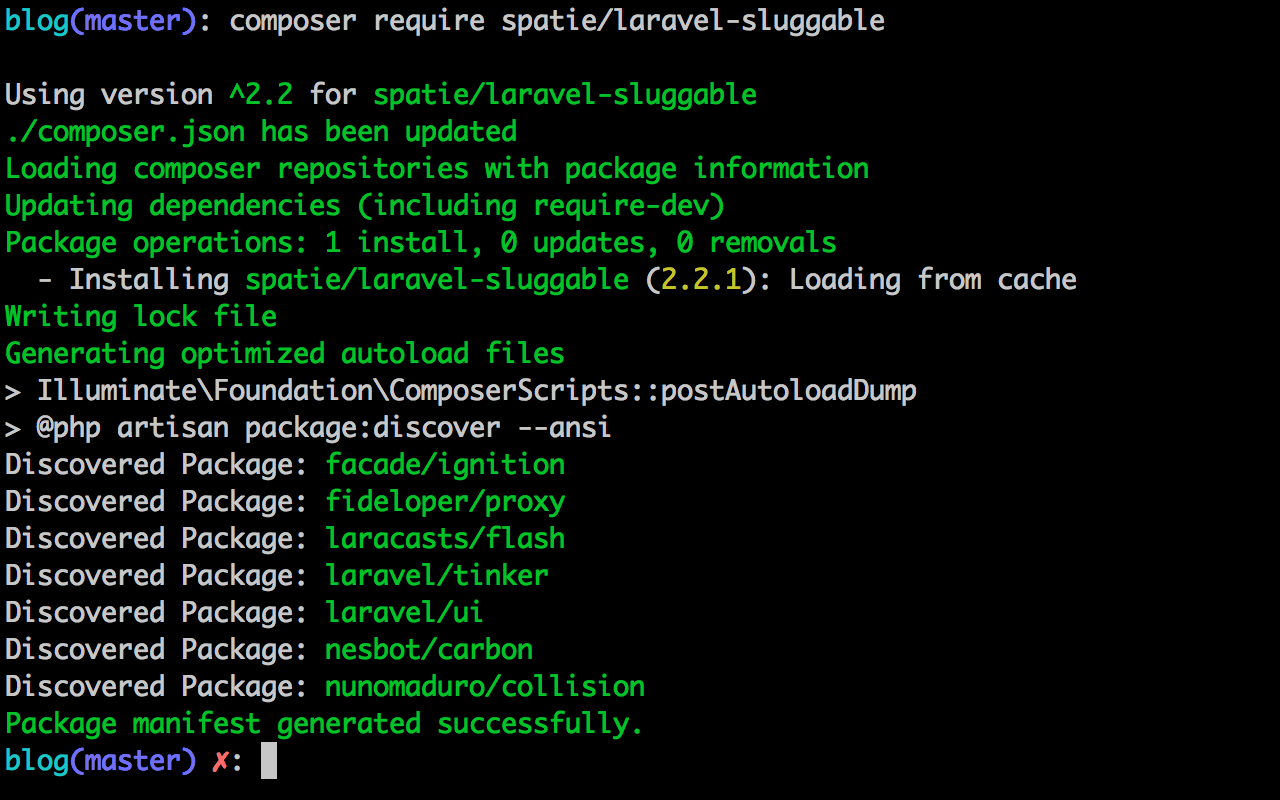 blog(master): composer require spatie/laravel-sluggable
Using version ^2.2 for spatie/laravel-sluggable
./composer.json has been updated
Loading composer repositories with package information
Updating dependencies (including require-dev)
Package operations: 1 install, 0 updates, 0 removals
  - Installing spatie/laravel-sluggable (2.2.1): Loading from cache
Writing lock file
Generating optimized autoload files
> Illuminate\Foundation\ComposerScripts::postAutoloadDump
> @php artisan package:discover --ansi
Discovered Package: facade/ignition
Discovered Package: fideloper/proxy
Discovered Package: laracasts/flash
Discovered Package: laravel/tinker
Discovered Package: laravel/ui
Discovered Package: nesbot/carbon
Discovered Package: nunomaduro/collision
Package manifest generated successfully.
blog(master) ✗: